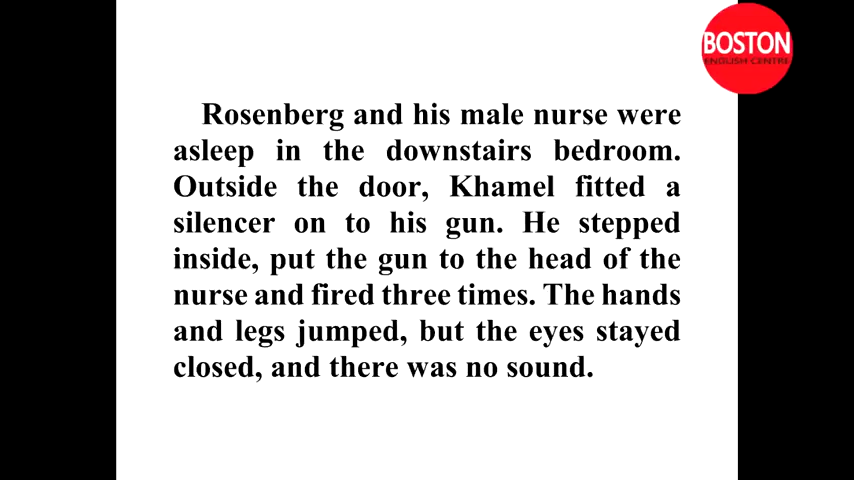 BOSTON
ENGLISH CENTRE
Rosenberg and his male nurse were
asleep in the downstairs bedroom.
Outside the door, Khamel fitted a
silencer on to his gun. He stepped
inside, put the gun to the head of the
nurse and fired three times. The hands
and legs jumped, but the eyes stayed
closed, and there was no sound.